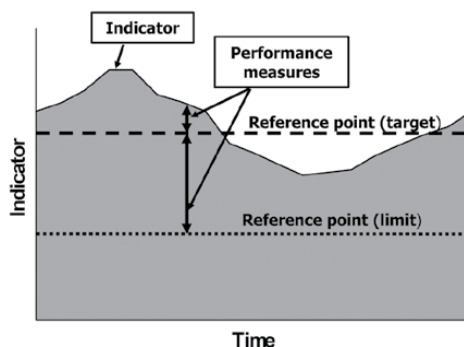 Indicator
Performance
measures
Reference point (target)
Indicator
Reference point (limit)
Time